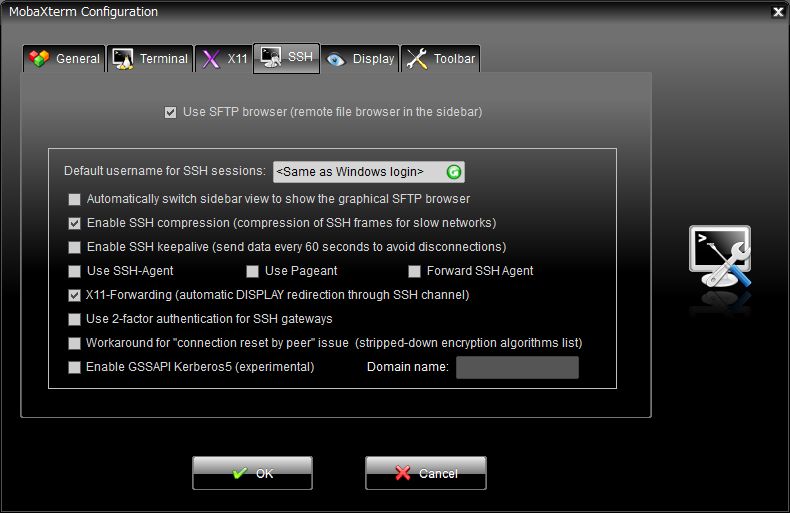 MobaXterm Configuration
General Terminal X11 SSH Display Toolbar
Use SFTP browser (remote file browser in the sidebar)
Default username for SSH sessions: <Same as Windows login>
Automatically switch sidebar view to show the graphical SFTP browser
Enable SSH compression (compression of SSH frames for slow networks)
Enable SSH keepalive (send data every 60 seconds to avoid disconnections)
Use SSH-Agent Use Pageant Forward SSH Agent
X11-Forwarding (automatic DISPLAY redirection through SSH channel)
Use 2-factor authentication for SSH gateways
Workaround for "connection reset by peer" issue (stripped-down encryption algorithms list)
Enable GSSAPI Kerberos5 (experimental) Domain name:
OK Cancel